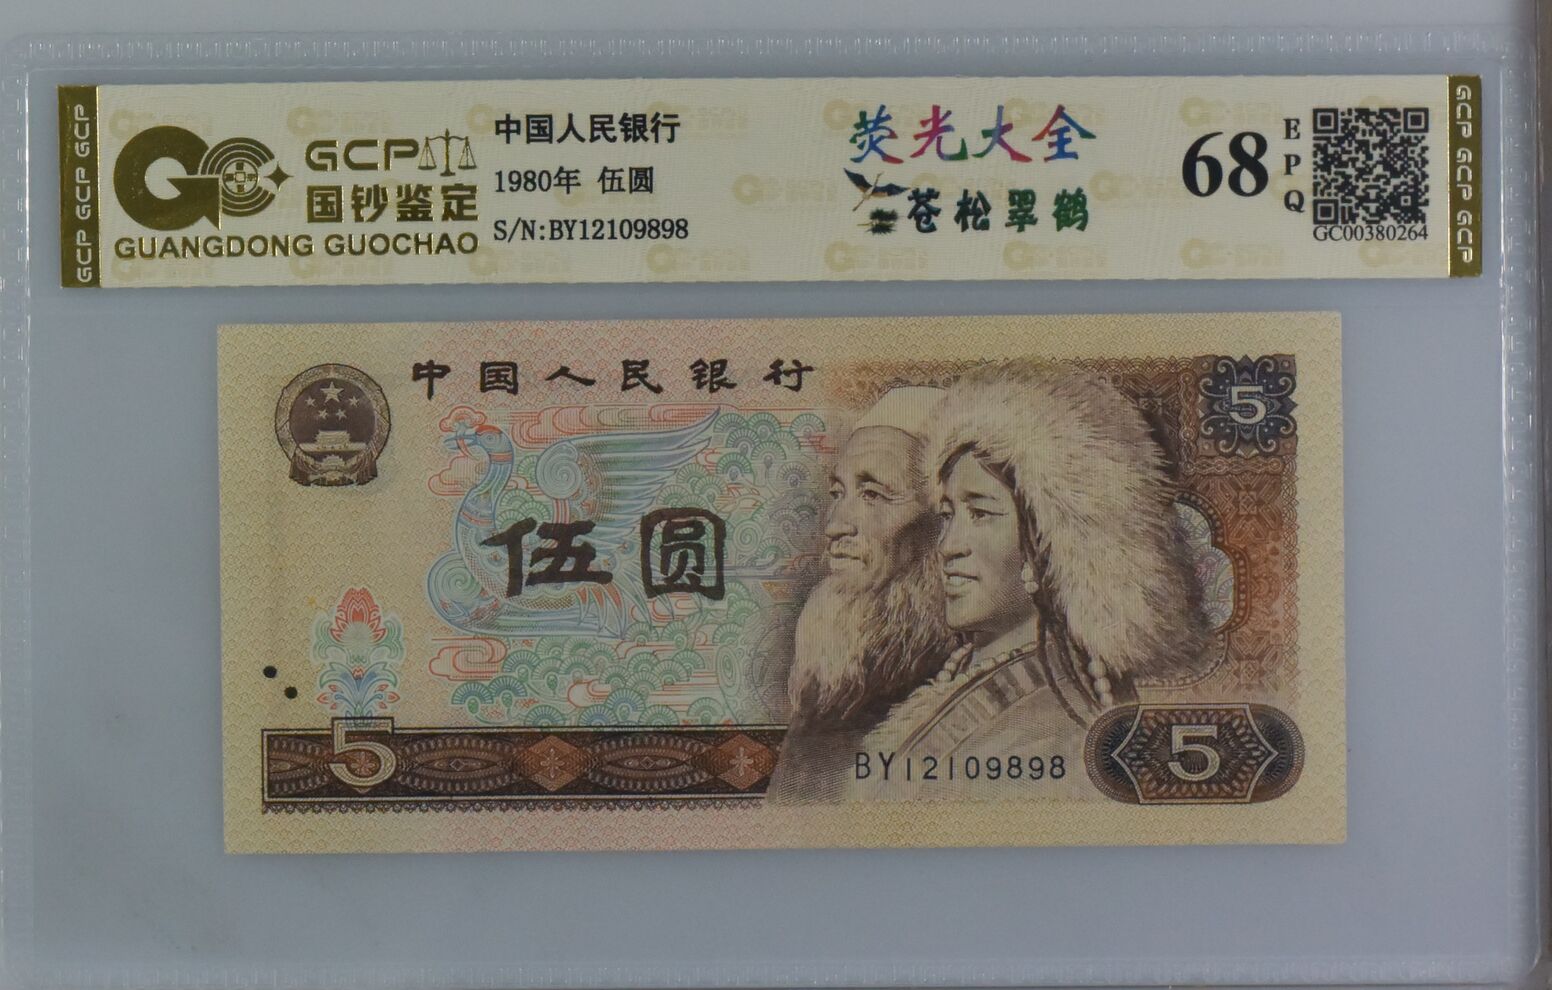 GCP GCP GCP
GCP
国钞鉴定
GUANGDONG GUOCHAO
中国人民银行
1980年 伍圆
S/N:BY12109898
荧光大全
苍松翠鹤
68
EPQ
GC00380264
GCP GCP GCP
中国人民银行
5
伍圆
5
BY12109898
5